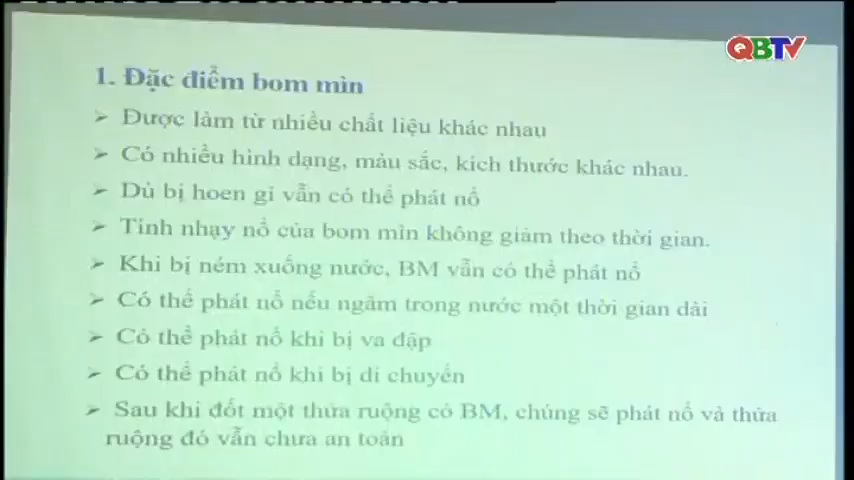 QBTV
1. Đặc điểm bom mìn
➢ Được làm từ nhiều chất liệu khác nhau
➢ Có nhiều hình dạng, màu sắc, kích thước khác nhau.
➢ Dù bị hoen gỉ vẫn có thể phát nổ
➢ Tính nhạy nổ của bom mìn không giảm theo thời gian.
➢ Khi bị ném xuống nước, BM vẫn có thể phát nổ
➢ Có thể phát nổ nếu ngâm trong nước một thời gian dài
➢ Có thể phát nổ khi bị va đập
➢ Có thể phát nổ khi bị di chuyển
➢ Sau khi đốt một thửa ruộng có BM, chúng sẽ phát nổ và thửa
ruộng đó vẫn chưa an toàn